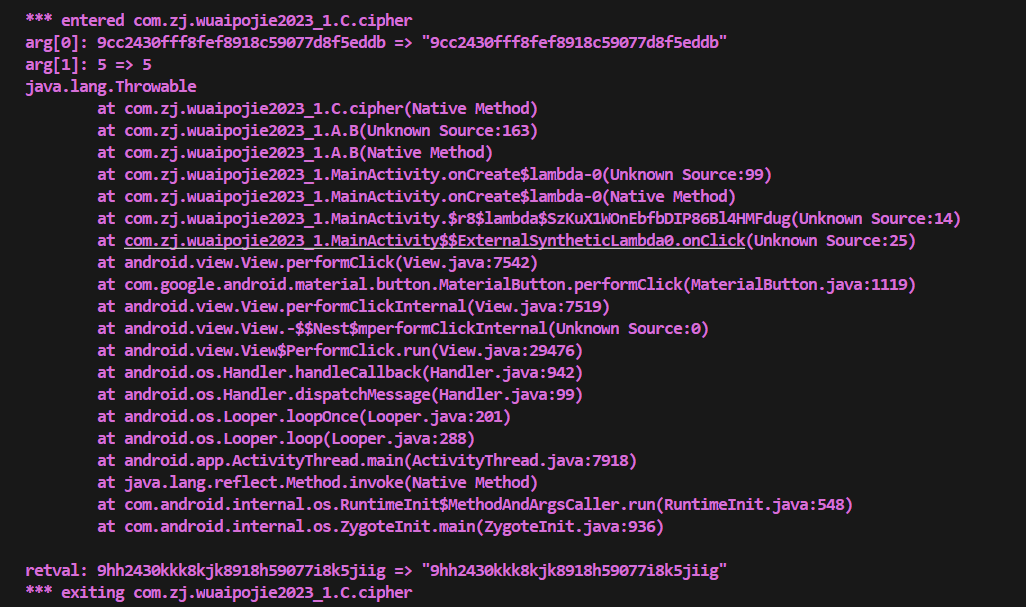 *** entered com.zj.wuaipojie2023_1.C.cipher
arg[0]: 9cc2430fff8fef8918c59077d8f5eddb => "9cc2430fff8fef8918c59077d8f5eddb"
arg[1]: 5 => 5
java.lang.Throwable
at com.zj.wuaipojie2023_1.C.cipher(Native Method)
at com.zj.wuaipojie2023_1.A.B(Unknown Source:163)
at com.zj.wuaipojie2023_1.A.B(Native Method)
at com.zj.wuaipojie2023_1.MainActivity.onCreate$lambda-0(Unknown Source:99)
at com.zj.wuaipojie2023_1.MainActivity.onCreate$lambda-0(Native Method)
at com.zj.wuaipojie2023_1.MainActivity.$r8$lambda$SzKuX1WOnEbfbDIP86Bl4HMFdug(Unknown Source:14)
at com.zj.wuaipojie2023_1.MainActivity$$ExternalSyntheticLambda0.onClick(Unknown Source:25)
at android.view.View.performClick(View.java:7542)
at com.google.android.material.button.MaterialButton.performClick(MaterialButton.java:1119)
at android.view.View.performClickInternal(View.java:7519)
at android.view.View.-$$Nest$mperformClickInternal(Unknown Source:0)
at android.view.View$PerformClick.run(View.java:29476)
at android.os.Handler.handleCallback(Handler.java:942)
at android.os.Handler.dispatchMessage(Handler.java:99)
at android.os.Looper.loopOnce(Looper.java:201)
at android.os.Looper.loop(Looper.java:288)
at android.app.ActivityThread.main(ActivityThread.java:7918)
at java.lang.reflect.Method.invoke(Native Method)
at com.android.internal.os.RuntimeInit$MethodAndArgsCaller.run(RuntimeInit.java:548)
at com.android.internal.os.ZygoteInit.main(ZygoteInit.java:936)
retval: 9hh2430kkk8kjk8918h59077i8k5jiig => "9hh2430kkk8kjk8918h59077i8k5jiig"
*** exiting com.zj.wuaipojie2023_1.C.cipher